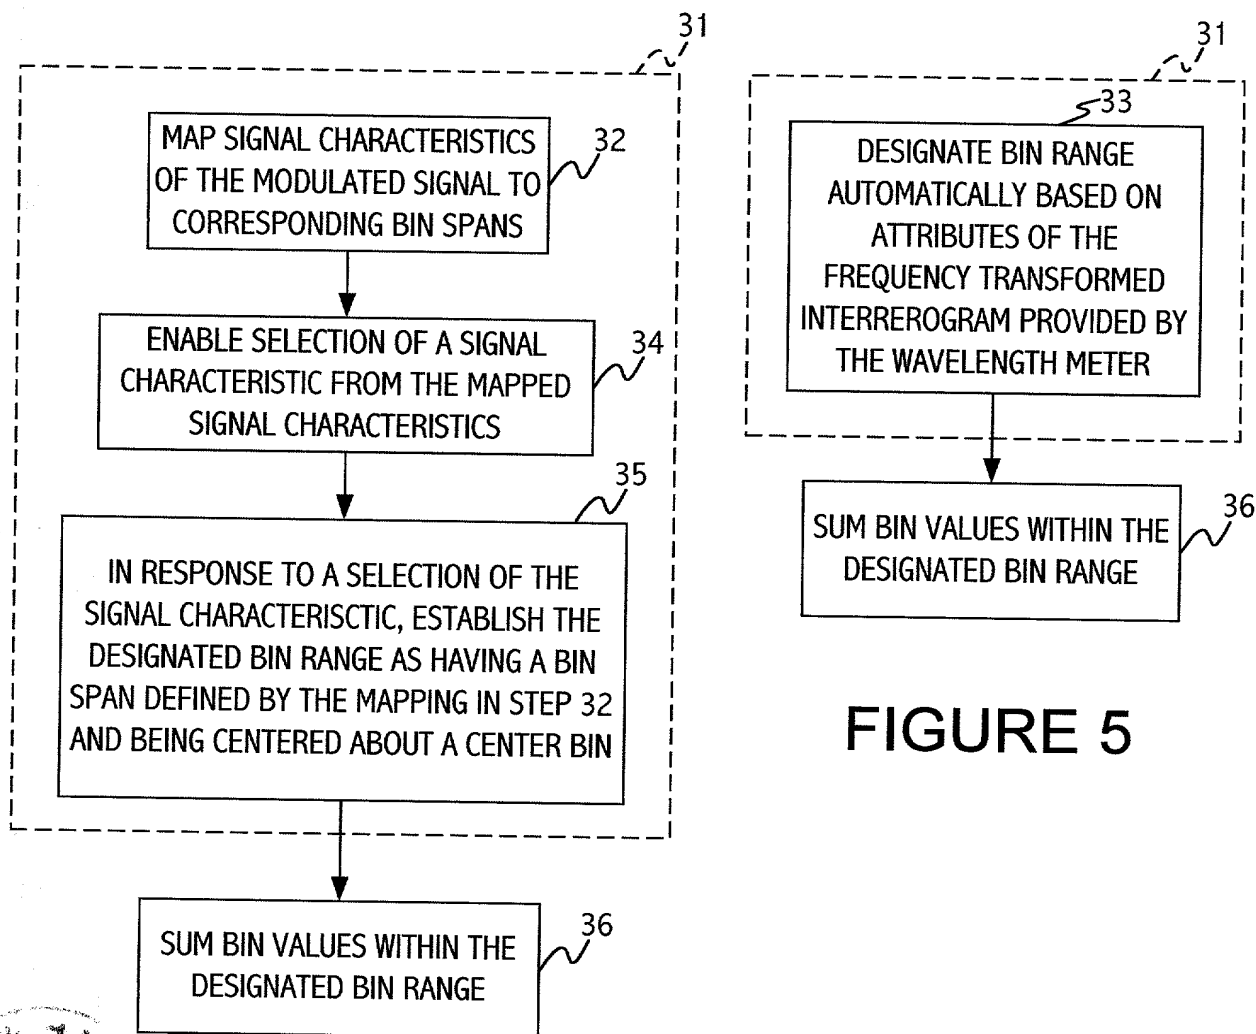 31
MAP SIGNAL CHARACTERISTICS
OF THE MODULATED SIGNAL TO
CORRESPONDING BIN SPANS
32
ENABLE SELECTION OF A SIGNAL
CHARACTERISTIC FROM THE MAPPED
SIGNAL CHARACTERISTICS
34
35
IN RESPONSE TO A SELECTION OF THE
SIGNAL CHARACTERISCTIC, ESTABLISH THE
DESIGNATED BIN RANGE AS HAVING A BIN
SPAN DEFINED BY THE MAPPING IN STEP 32
AND BEING CENTERED ABOUT A CENTER BIN
SUM BIN VALUES WITHIN THE
DESIGNATED BIN RANGE
36
31
33
DESIGNATE BIN RANGE
AUTOMATICALLY BASED ON
ATTRIBUTES OF THE
FREQUENCY TRANSFORMED
INTERREROGRAM PROVIDED BY
THE WAVELENGTH METER
SUM BIN VALUES WITHIN THE
DESIGNATED BIN RANGE
36
FIGURE 5